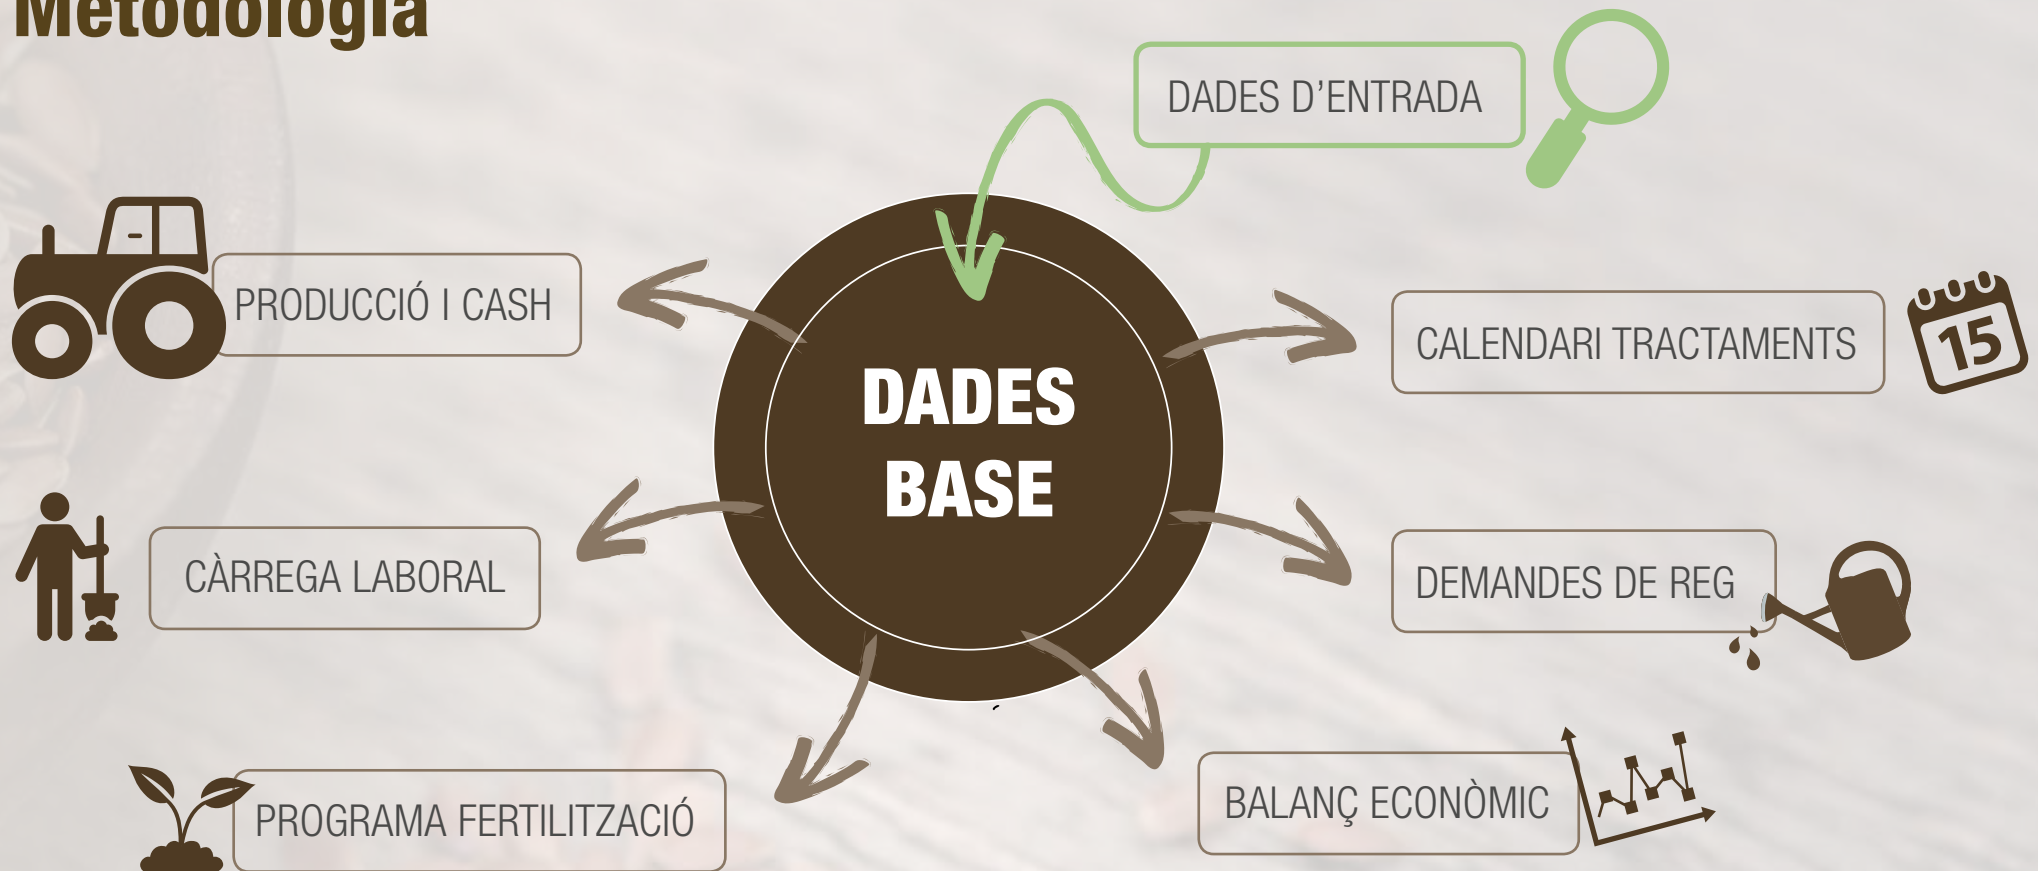 Metodologia
DADES D'ENTRADA
PRODUCCIÓ I CASH
CALENDARI TRACTAMENTS
15
DADES
BASE
CÀRREGA LABORAL
DEMANDES DE REG
PROGRAMA FERTILITZACIÓ
BALANÇ ECONÒMIC